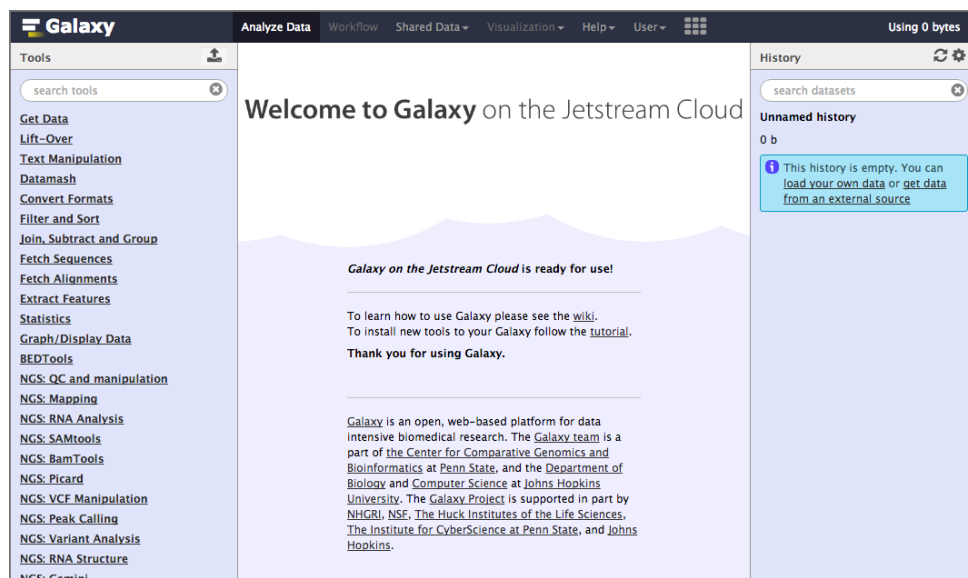 Galaxy
Analyze Data Workflow Shared Data Visualization Help User
Using 0 bytes
Tools
search tools
Get Data
Lift-Over
Text Manipulation
Datamash
Convert Formats
Filter and Sort
Join, Subtract and Group
Fetch Sequences
Fetch Alignments
Extract Features
Statistics
Graph/Display Data
BEDTools
NGS: QC and manipulation
NGS: Mapping
NGS: RNA Analysis
NGS: SAMtools
NGS: BamTools
NGS: Picard
NGS: VCF Manipulation
NGS: Peak Calling
NGS: Variant Analysis
NGS: RNA Structure
NGS: Gemini
Welcome to Galaxy on the Jetstream Cloud
Galaxy on the Jetstream Cloud is ready for use!
To learn how to use Galaxy please see the wiki.
To install new tools to your Galaxy follow the tutorial.
Thank you for using Galaxy.
Galaxy is an open, web-based platform for data
intensive biomedical research. The Galaxy team is a
part of the Center for Comparative Genomics and
Bioinformatics at Penn State, and the Department of
Biology and Computer Science at Johns Hopkins
University. The Galaxy Project is supported in part by
NHGRI, NSF, The Huck Institutes of the Life Sciences,
The Institute for CyberScience at Penn State, and Johns
Hopkins.
History
search datasets
Unnamed history
0 b
This history is empty. You can
load your own data or get data
from an external source